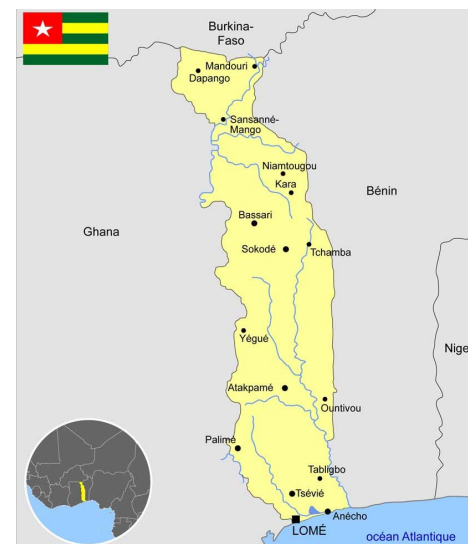 Burkina-
Faso
Mandouri
Dapango
Sansanné-
Mango
Niamtougou
Kara
Bénin
Bassari
Ghana
Sokodé
Tchamba
Yégué
Nige
Atakpamé
Ountivou
Palimé
Tabligbo
Tsévié
Anécho
LOMÉ
océan Atlantique